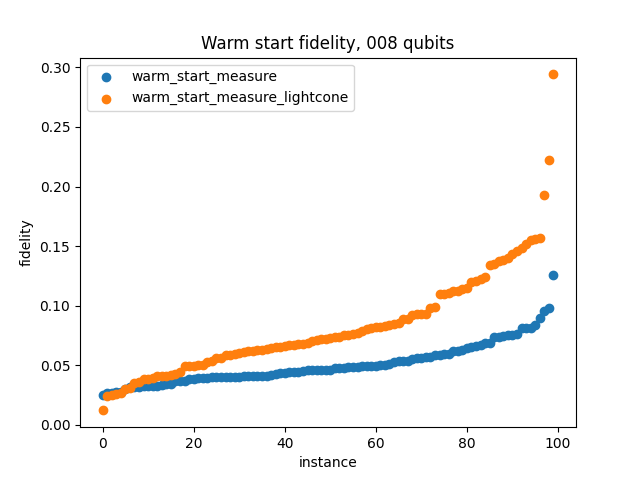 Warm start fidelity, 008 qubits
warm_start_measure
warm_start_measure_lightcone
fidelity
0.30
0.25
0.20
0.15
0.10
0.05
0.00
0 20 40 60 80 100
instance